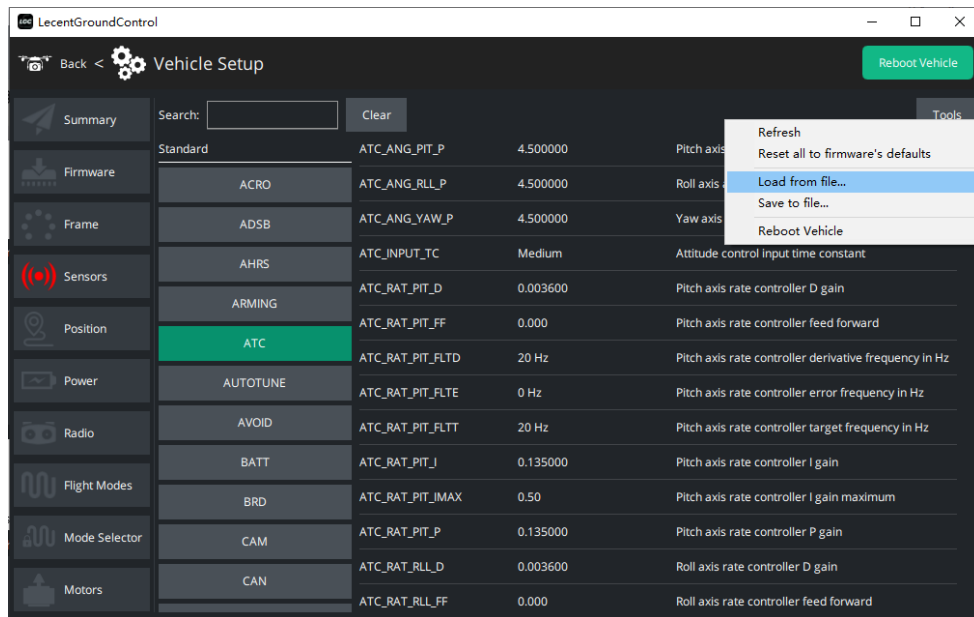 LDC LecentGroundControl
Back < Vehicle Setup Reboot Vehicle
Summary
Firmware
Frame
Sensors
Position
Power
Radio
Flight Modes
Mode Selector
Motors
Search: Clear Tools
Standard
ACRO
ADSB
AHRS
ARMING
ATC
AUTOTUNE
AVOID
BATT
BRD
CAM
CAN
ATC_ANG_PIT_P 4.500000 Pitch axis
ATC_ANG_RLL_P 4.500000 Roll axis
ATC_ANG_YAW_P 4.500000 Yaw axis
ATC_INPUT_TC Medium Attitude control input time constant
ATC_RAT_PIT_D 0.003600 Pitch axis rate controller D gain
ATC_RAT_PIT_FF 0.000 Pitch axis rate controller feed forward
ATC_RAT_PIT_FLTD 20 Hz Pitch axis rate controller derivative frequency in Hz
ATC_RAT_PIT_FLTE 0 Hz Pitch axis rate controller error frequency in Hz
ATC_RAT_PIT_FLTT 20 Hz Pitch axis rate controller target frequency in Hz
ATC_RAT_PIT_I 0.135000 Pitch axis rate controller I gain
ATC_RAT_PIT_IMAX 0.50 Pitch axis rate controller I gain maximum
ATC_RAT_PIT_P 0.135000 Pitch axis rate controller P gain
ATC_RAT_RLL_D 0.003600 Roll axis rate controller D gain
ATC_RAT_RLL_FF 0.000 Roll axis rate controller feed forward
Refresh
Reset all to firmware's defaults
Load from file...
Save to file...
Reboot Vehicle